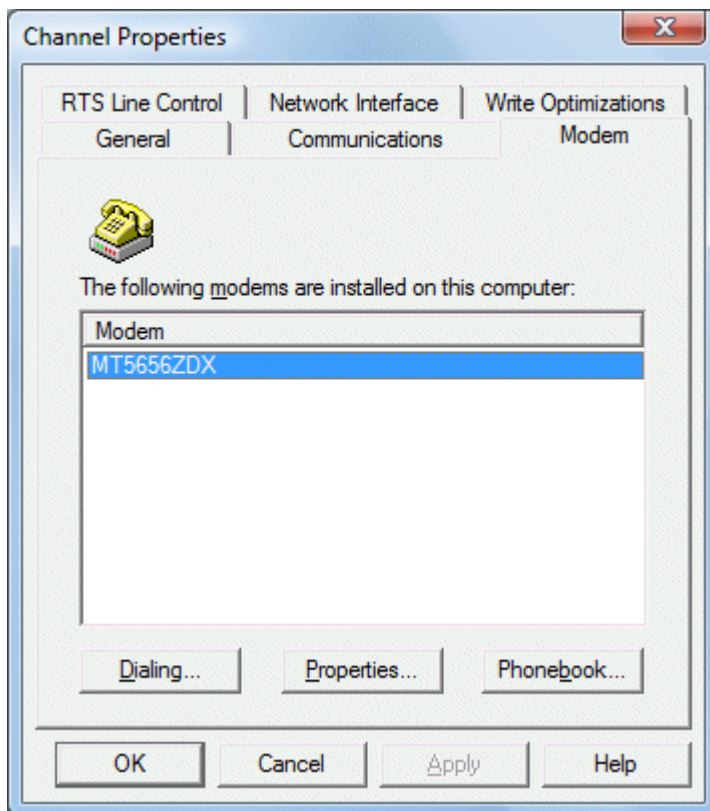 Channel Properties
RTS Line Control Network Interface Write Optimizations
General Communications Modem
The following modems are installed on this computer:
Modem
MT5656ZDX
Dialing... Properties... Phonebook...
OK Cancel Apply Help